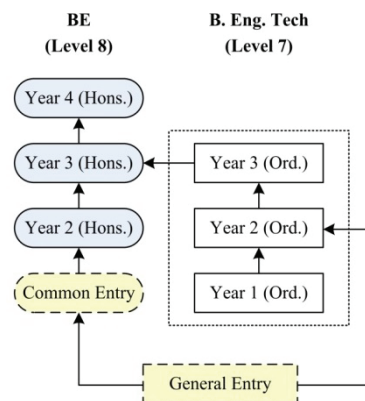 BE
(Level 8)
B. Eng. Tech
(Level 7)
Year 4 (Hons.)
Year 3 (Hons.)
Year 3 (Ord.)
Year 2 (Hons.)
Year 2 (Ord.)
Common Entry
Year 1 (Ord.)
General Entry